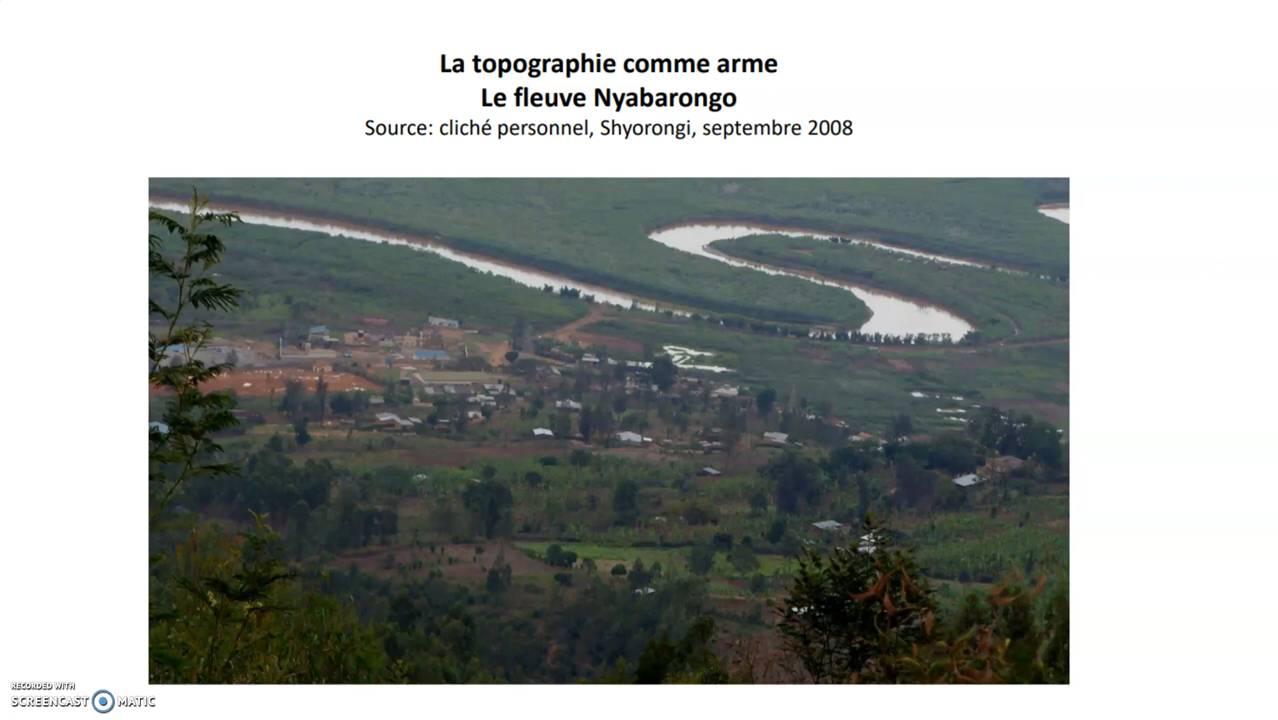 La topographie comme arme
Le fleuve Nyabarongo
Source: cliché personnel, Shyorongi, septembre 2008
RECORDED WITH
SCREENCAST MATIC